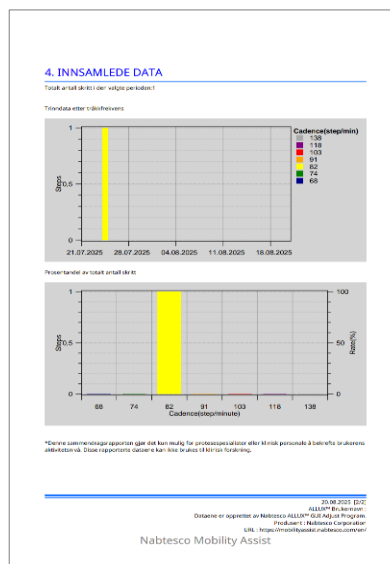 4. INNSAMLEDE DATA
Totalt antall skritt i den valgte perioden:1
Trinndata etter tråkkfrekvens
Cadence(step/min)
138
118
103
91
82
74
68
1
0.5
0
Steps
21.07.2025 28.07.2025 04.08.2025 11.08.2025 18.08.2025
Prosentandel av totalt antall skritt
1
0.5
0
Steps
100
50
0
Rate(%)
68 74 82 91 103 118 138
Cadence(step/minute)
*Denne sammendragsrapporten gjør det kun mulig for protesespesialister eller klinisk personale å bekrefte brukerens
aktivitetsnivå. Disse rapporterte dataene kan ikke brukes til klinisk forskning.
20.08.2025 [2/2]
ALLUX™ Brukernavn :
Dataene er opprettet av Nabtesco ALLUX™ GUI Adjust Program.
Produsent : Nabtesco Corporation
URL : https://mobilityassist.nabtesco.com/en/
Nabtesco Mobility Assist